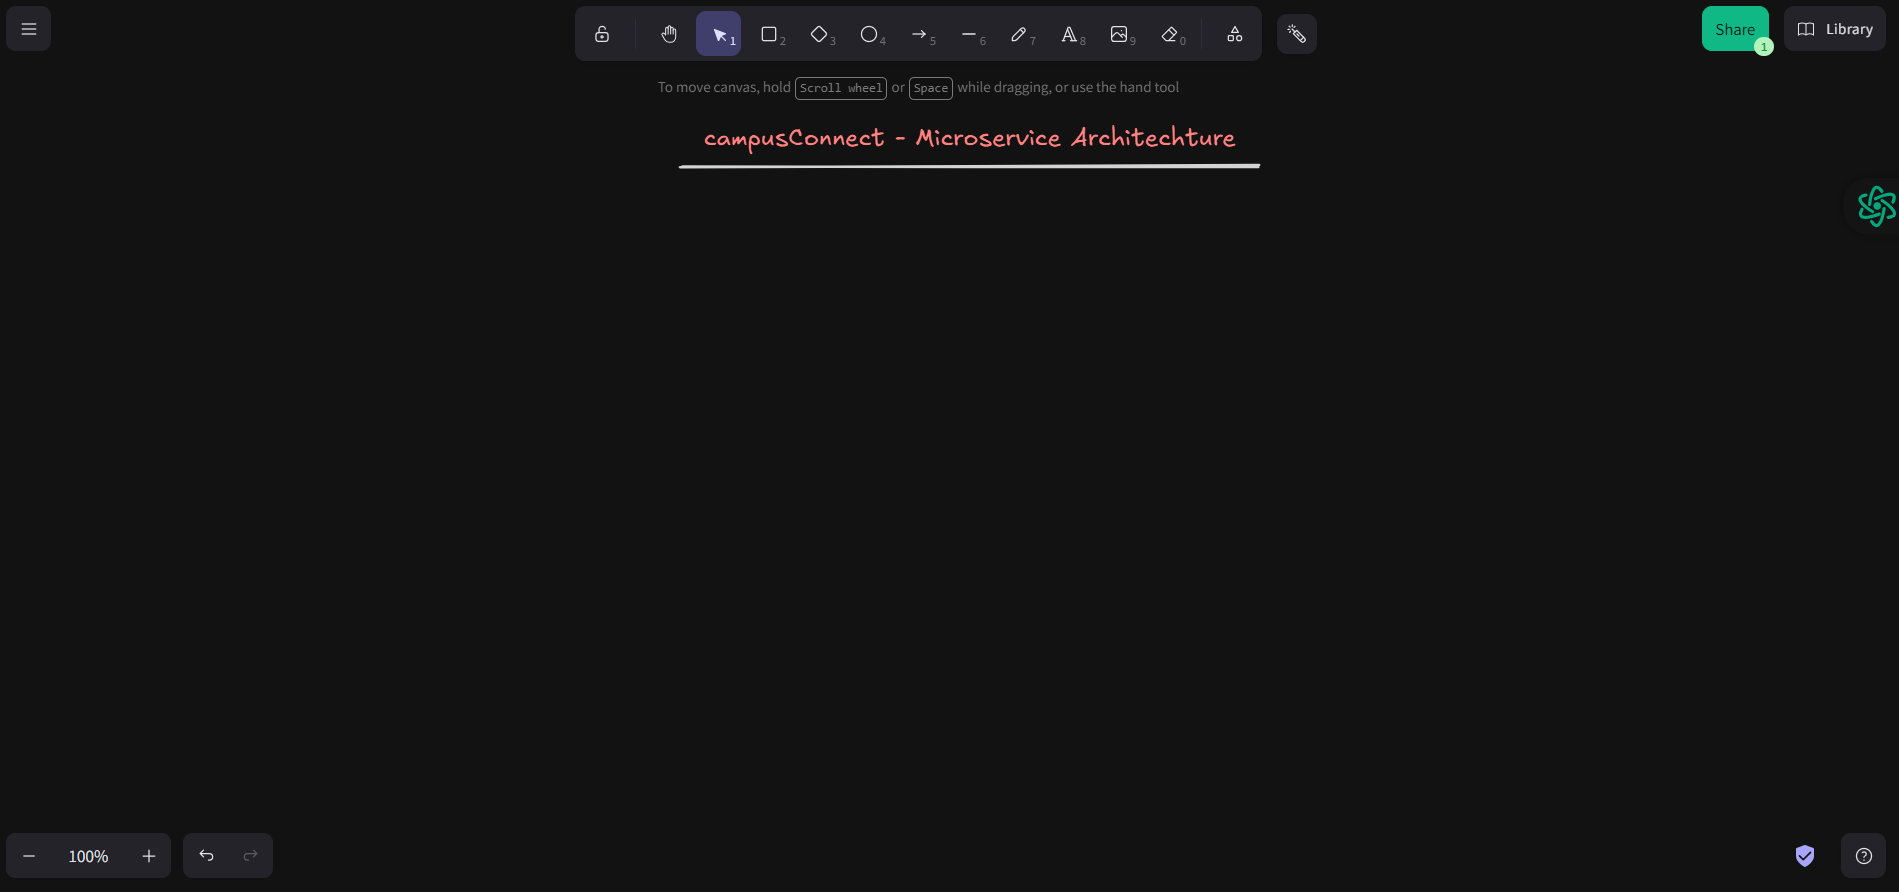 1 2 3 4 5 6 7 8 9 0
Share
1
Library
To move canvas, hold Scroll wheel or Space while dragging, or use the hand tool
campusConnect - Microservice Architechture
100%